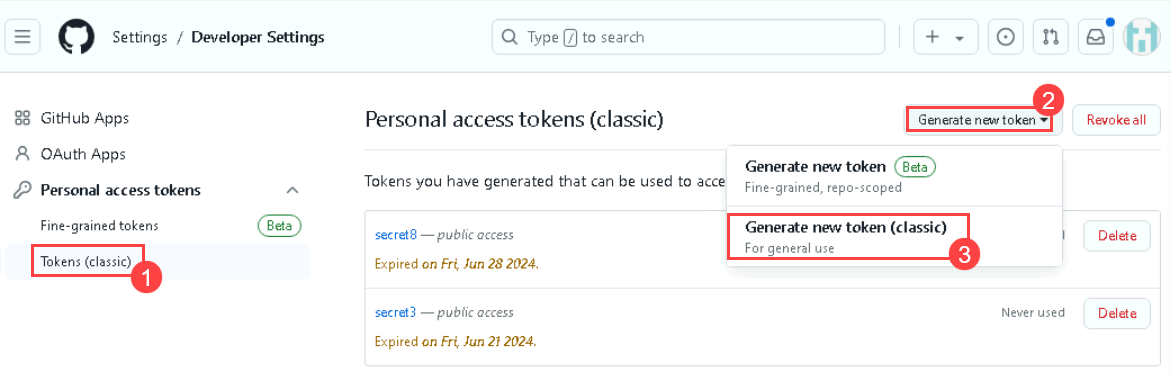 Settings / Developer Settings
Type / to search
GitHub Apps
OAuth Apps
Personal access tokens
Fine-grained tokens Beta
Tokens (classic)
1
Personal access tokens (classic)
Generate new token
2
Revoke all
Generate new token Beta
Fine-grained, repo-scoped
Generate new token (classic)
For general use
3
Tokens you have generated that can be used to acce
secret8 — public access
Delete
Expired on Fri, Jun 28 2024.
secret3 — public access
Never used
Delete
Expired on Fri, Jun 21 2024.